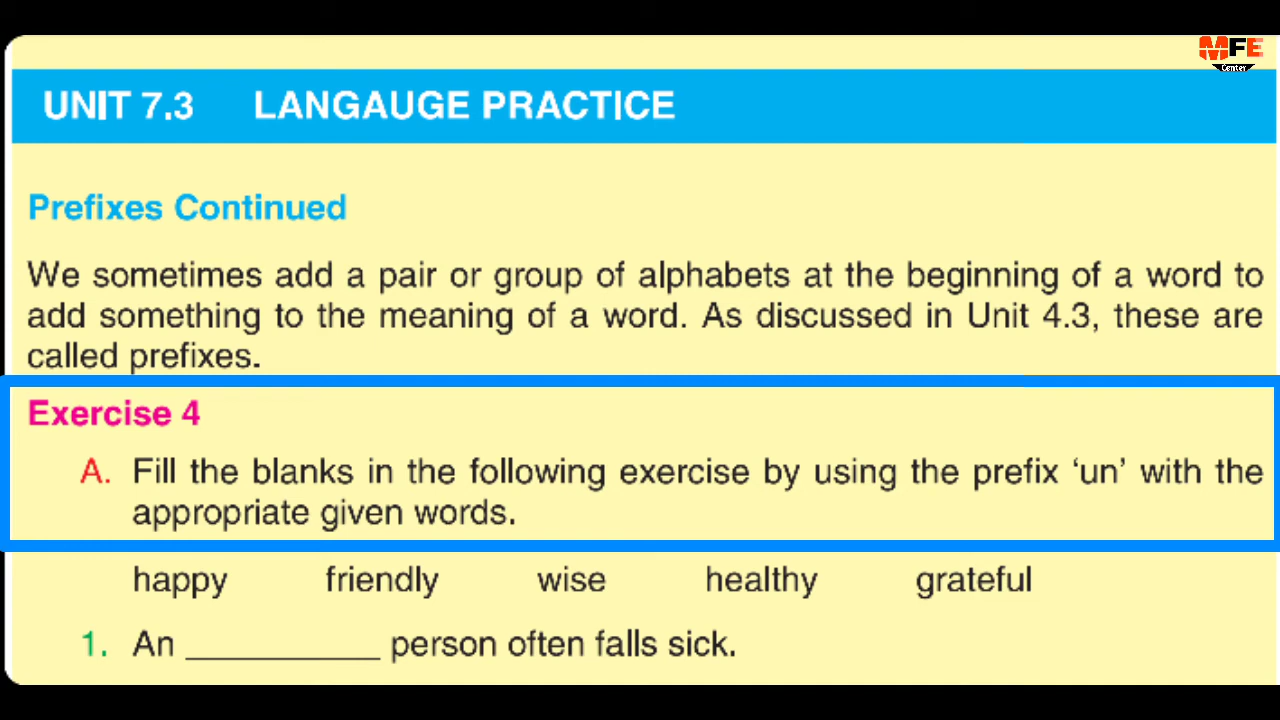 MFE
Center
UNIT 7.3 LANGAUGE PRACTICE
Prefixes Continued
We sometimes add a pair or group of alphabets at the beginning of a word to
add something to the meaning of a word. As discussed in Unit 4.3, these are
called prefixes.
Exercise 4
A. Fill the blanks in the following exercise by using the prefix ‘un’ with the
appropriate given words.
happy friendly wise healthy grateful
1. An __________ person often falls sick.